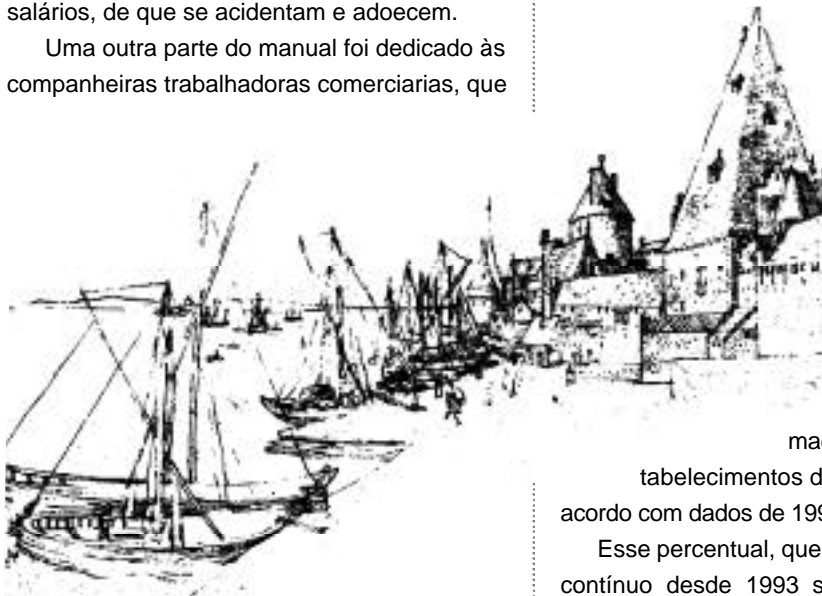 salários, de que se acidentam e adoecem.
Uma outra parte do manual foi dedicado às
companheiras trabalhadoras comerciarias, que
tabelecimentos d
acordo com dados de 199
Esse percentual, que
contínuo desde 1993 s